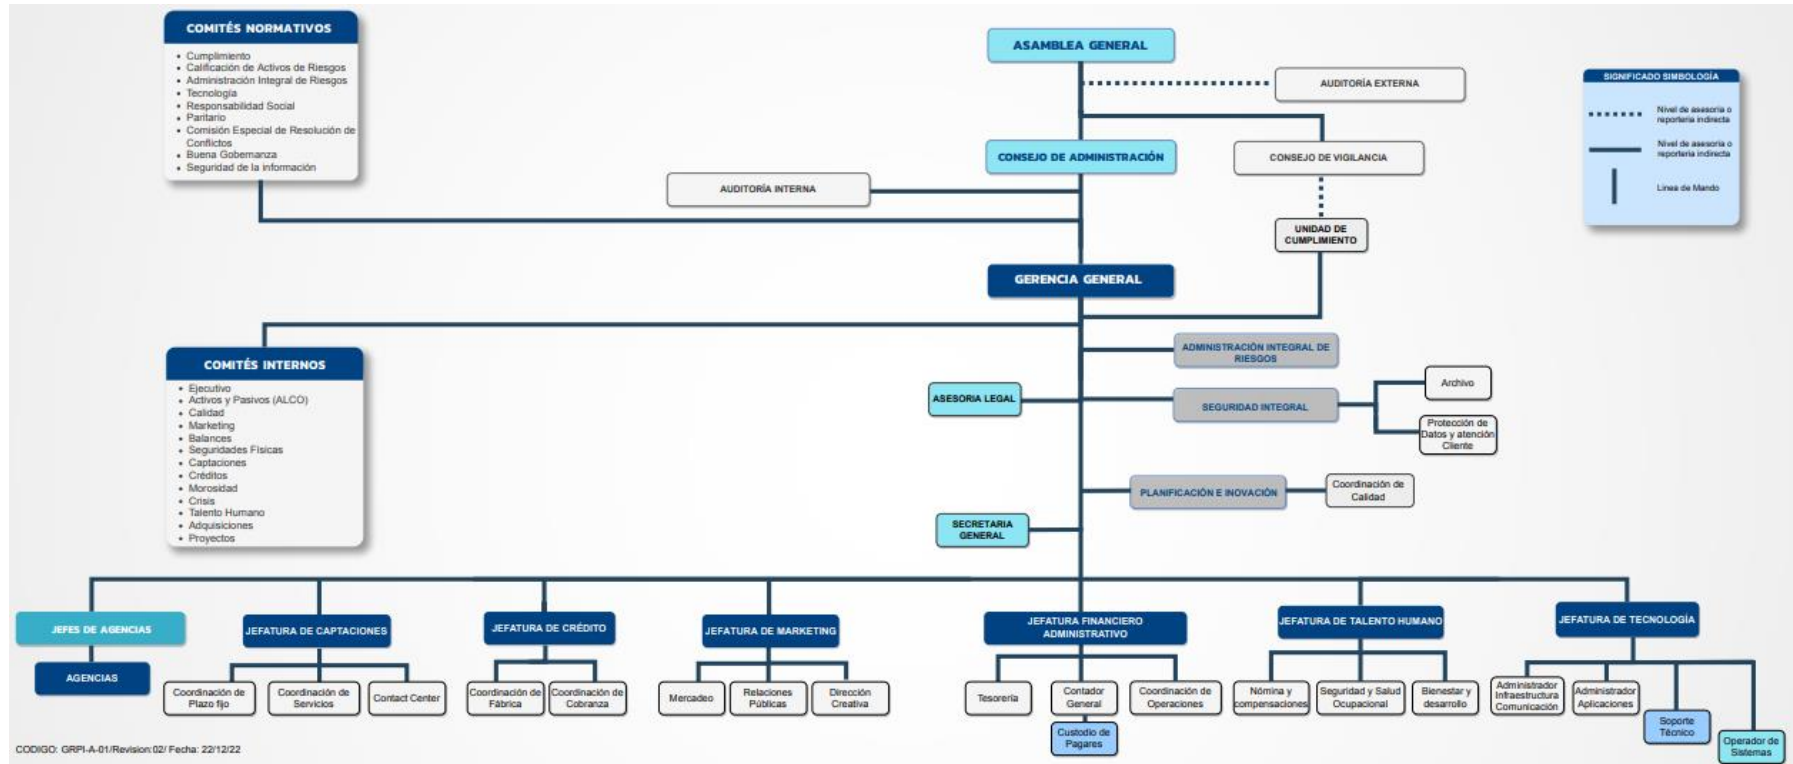 COMITÉS NORMATIVOS
• Cumplimiento
• Calificación de Activos de Riesgos
• Administración Integral de Riesgos
• Tecnología
• Responsabilidad Social
• Paritario
• Comisión Especial de Resolución de
Conflictos
• Buena Gobernanza
• Seguridad de la información
ASAMBLEA GENERAL
AUDITORÍA EXTERNA
CONSEJO DE ADMINISTRACIÓN
CONSEJO DE VIGILANCIA
AUDITORÍA INTERNA
UNIDAD DE
CUMPLIMIENTO
GERENCIA GENERAL
SIGNIFICADO SIMBOLOGÍA
Nivel de asesoria o
reporteria indirecta
Nivel de asesoria o
reporteria indirecta
Linea de Mando
COMITÉS INTERNOS
• Ejecutivo
• Activos y Pasivos (ALCO)
• Calidad
• Marketing
• Balances
• Seguridades Físicas
• Captaciones
• Créditos
• Morosidad
• Crisis
• Talento Humano
• Adquisiciones
• Proyectos
ADMINISTRACIÓN INTEGRAL DE
RIESGOS
ASESORIA LEGAL
SEGURIDAD INTEGRAL
Archivo
Protección de
Datos y atención
Cliente
PLANIFICACIÓN E INOVACIÓN
Coordinación de
Calidad
SECRETARIA
GENERAL
JEFES DE AGENCIAS
AGENCIAS
JEFATURA DE CAPTACIONES
Coordinación de
Plazo fijo
Coordinación de
Servicios
Contact Center
JEFATURA DE CRÉDITO
Coordinación de
Fábrica
Coordinación de
Cobranza
JEFATURA DE MARKETING
Mercadeo
Relaciones
Públicas
Dirección
Creativa
JEFATURA FINANCIERO
ADMINISTRATIVO
Tesorería
Contador
General
Custodio de
Pagares
Coordinación de
Operaciones
JEFATURA DE TALENTO HUMANO
Nómina y
compensaciones
Seguridad y Salud
Ocupacional
Bienestar y
desarrollo
JEFATURA DE TECNOLOGÍA
Administrador
Infraestructura
Comunicación
Administrador
Aplicaciones
Soporte
Técnico
Operador de
Sistemas
CODIGO: GRPI-A-01/Revision:02/ Fecha: 22/12/22